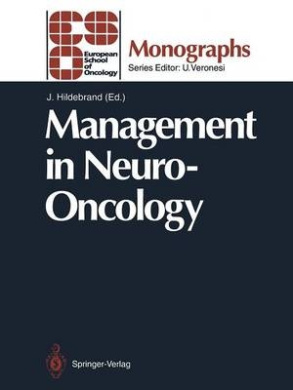 European
School
of
Oncology
Monographs
Series Editor: U.Veronesi
J. Hildebrand (Ed.)
Management
in Neuro-
Oncology
Springer-Verlag